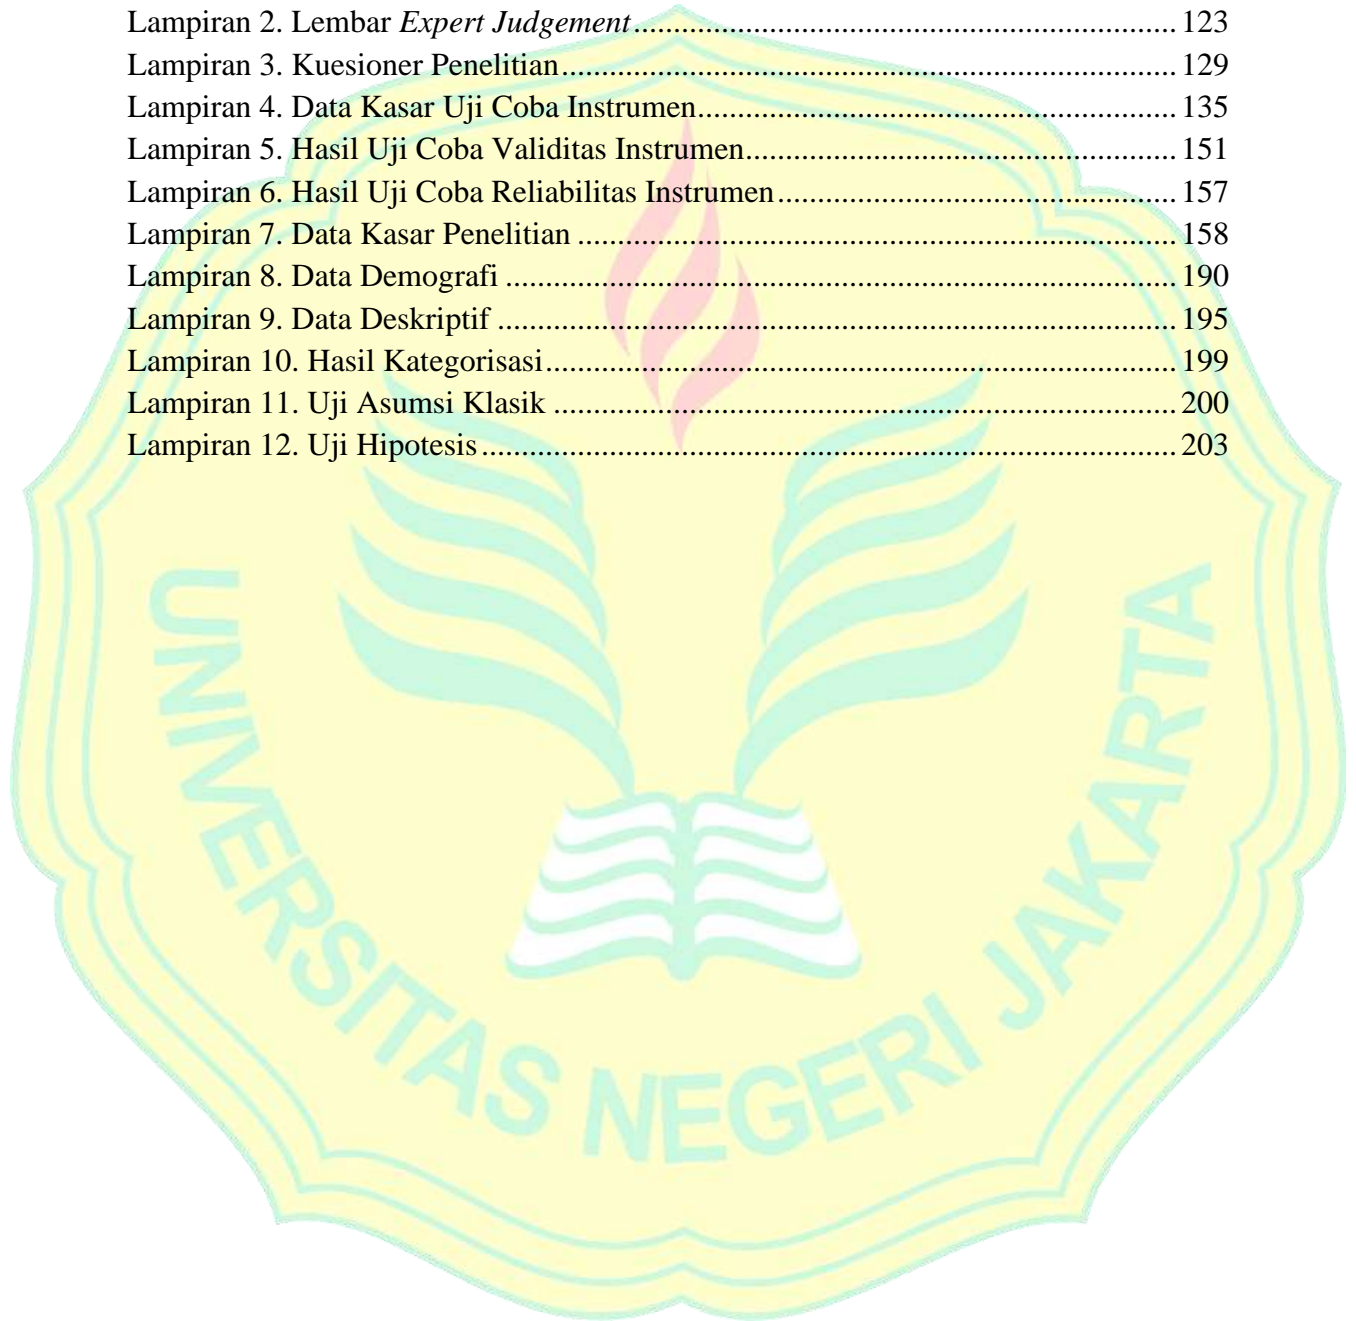 Lampiran 2. Lembar Expert Judgement.................................................................... 123
Lampiran 3. Kuesioner Penelitian............................................................................. 129
Lampiran 4. Data Kasar Uji Coba Instrumen............................................................ 135
Lampiran 5. Hasil Uji Coba Validitas Instrumen...................................................... 151
Lampiran 6. Hasil Uji Coba Reliabilitas Instrumen.................................................. 157
Lampiran 7. Data Kasar Penelitian ........................................................................... 158
Lampiran 8. Data Demografi .................................................................................... 190
Lampiran 9. Data Deskriptif ..................................................................................... 195
Lampiran 10. Hasil Kategorisasi............................................................................... 199
Lampiran 11. Uji Asumsi Klasik .............................................................................. 200
Lampiran 12. Uji Hipotesis....................................................................................... 203
UNIVERSITAS NEGERI JAKARTA